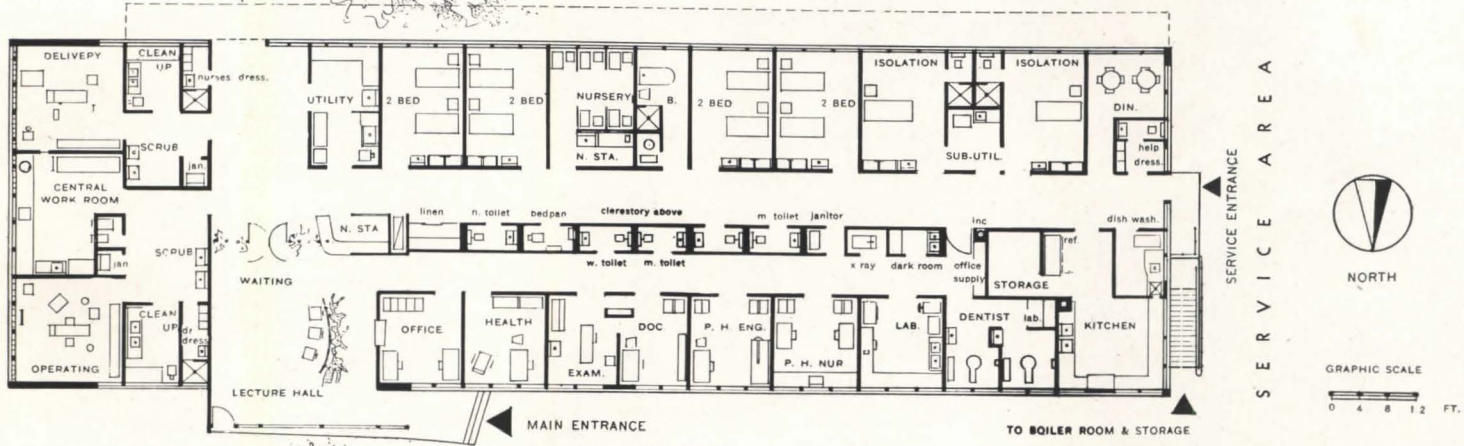 DELIVEPY
CLEAN
UP
nurses dress.
UTILITY
2 BED
2 BED
NURSERY
B.
2 BED
2 BED
ISOLATION
ISOLATION
DIN.
SCRUB
jan.
N. STA.
SUB-UTIL.
help
dress.
CENTRAL
WORK ROOM
jan
SCRUB
N. STA
linen
n. toilet
bedpan
clerestory above
m toilet
janitor
inc
dish wash.
w. toilet
m. toilet
x ray
dark room
office
supply
ref.
STORAGE
WAITING
OPERATING
CLEAN
UP
dr
dress
OFFICE
HEALTH
EXAM.
DOC
P. H. ENG.
P. H. NUR
LAB.
DENTIST
lab.
KITCHEN
LECTURE HALL
MAIN ENTRANCE
TO BOILER ROOM & STORAGE
SERVICE ENTRANCE
SERVICE AREA
NORTH
GRAPHIC SCALE
0 4 8 12 FT.